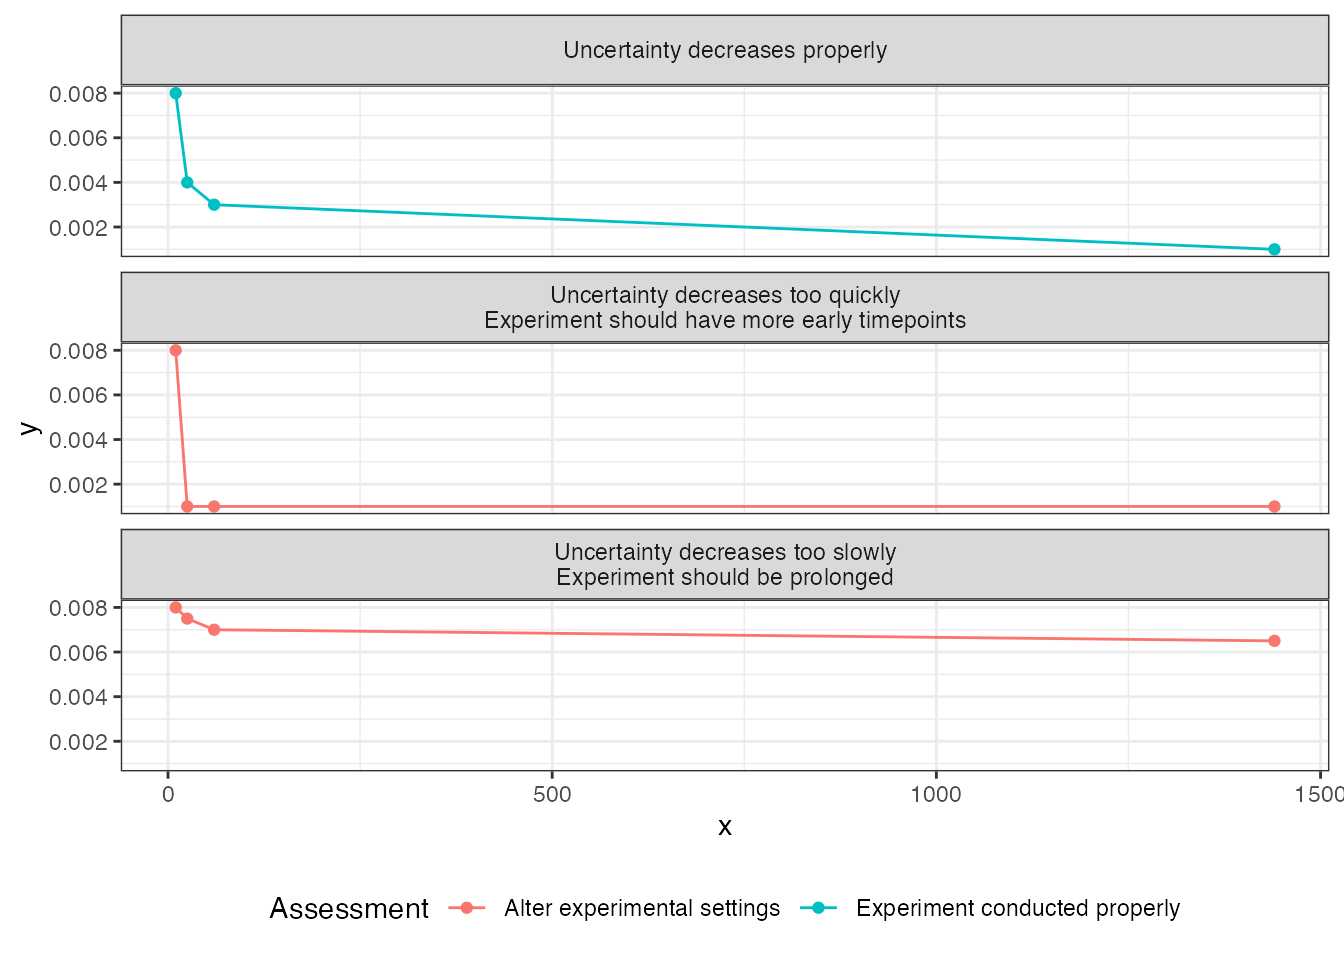 Uncertainty decreases properly
0.008
0.006
0.004
0.002
Uncertainty decreases too quickly
Experiment should have more early timepoints
0.008
0.006
0.004
0.002
y
Uncertainty decreases too slowly
Experiment should be prolonged
0.008
0.006
0.004
0.002
0 500 1000 1500
x
Assessment Alter experimental settings Experiment conducted properly